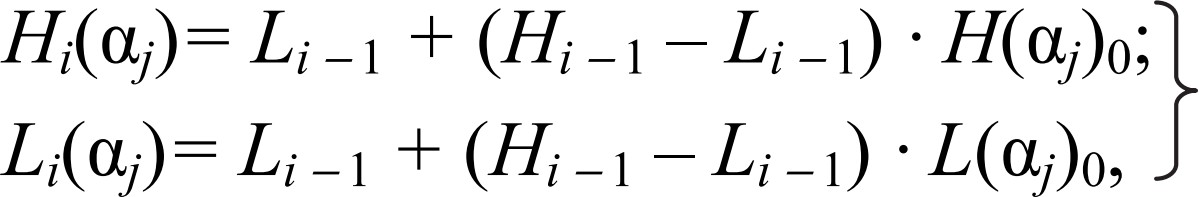 Hᵢ(αⱼ)= Lᵢ₋₁ + (Hᵢ₋₁ − Lᵢ₋₁) · H(αⱼ)₀;
Lᵢ(αⱼ)= Lᵢ₋₁ + (Hᵢ₋₁ − Lᵢ₋₁) · L(αⱼ)₀,